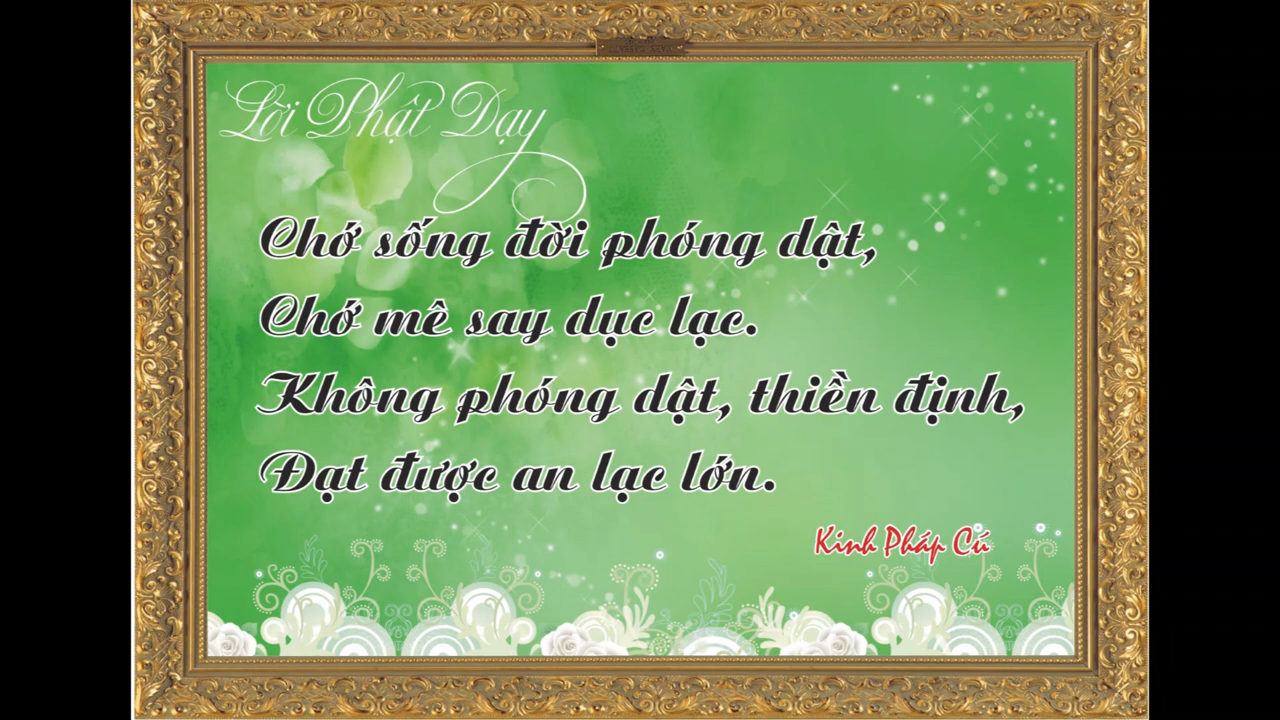 Lời Phật Dạy
Chớ sống đời phóng dật,
Chớ mê say dục lạc.
Không phóng dật, thiền định,
Đạt được an lạc lớn.
Kinh Pháp Cú